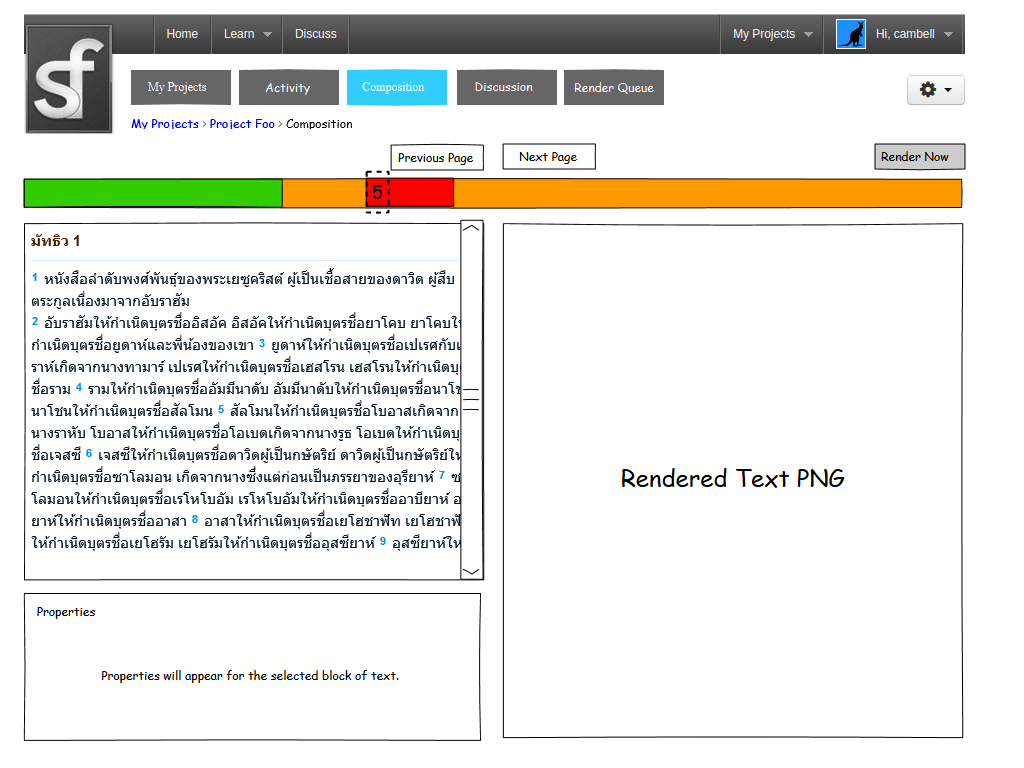 Home Learn Discuss My Projects Hi, cambell
sf
My Projects Activity Composition Discussion Render Queue
My Projects > Project Foo > Composition
Previous Page Next Page Render Now
5
มัทธิว 1
1 หนังสือลำดับพงศ์พันธุ์ของพระเยซูคริสต์ ผู้เป็นเชื้อสายของดาวิด ผู้สืบ
ตระกูลเนื่องมาจากอับราฮัม
2 อับราฮัมให้กำเนิดบุตรชื่ออิสอัค อิสอัคให้กำเนิดบุตรชื่อยาโคบ ยาโคบให้
กำเนิดบุตรชื่อยูดาห์และพี่น้องของเขา 3 ยูดาห์ให้กำเนิดบุตรชื่อเปเรศกับเ
ราห์เกิดจากนางทามาร์ เปเรศให้กำเนิดบุตรชื่อเฮสโรน เฮสโรนให้กำเนิดบุ
ชื่อราม 4 รามให้กำเนิดบุตรชื่ออัมมีนาดับ อัมมีนาดับให้กำเนิดบุตรชื่อนาโช
นาโชนให้กำเนิดบุตรชื่อสัลโมน 5 สัลโมนให้กำเนิดบุตรชื่อโบอาสเกิดจาก
นางราหับ โบอาสให้กำเนิดบุตรชื่อโอเบดเกิดจากนางรูธ โอเบดให้กำเนิดบุ
ชื่อเจสซี 6 เจสซีให้กำเนิดบุตรชื่อดาวิดผู้เป็นกษัตริย์ ดาวิดผู้เป็นกษัตริย์ให้
กำเนิดบุตรชื่อซาโลมอน เกิดจากนางซึ่งแต่ก่อนเป็นภรรยาของอุรียาห์ 7 ซ
โลมอนให้กำเนิดบุตรชื่อเรโหโบอัม เรโหโบอัมให้กำเนิดบุตรชื่ออาบียาห์ อ
ยาห์ให้กำเนิดบุตรชื่ออาสา 8 อาสาให้กำเนิดบุตรชื่อเยโฮชาฟัท เยโฮชาฟั
ให้กำเนิดบุตรชื่อเยโฮรัม เยโฮรัมให้กำเนิดบุตรชื่ออุสซียาห์ 9 อุสซียาห์ให้
Rendered Text PNG
Properties
Properties will appear for the selected block of text.